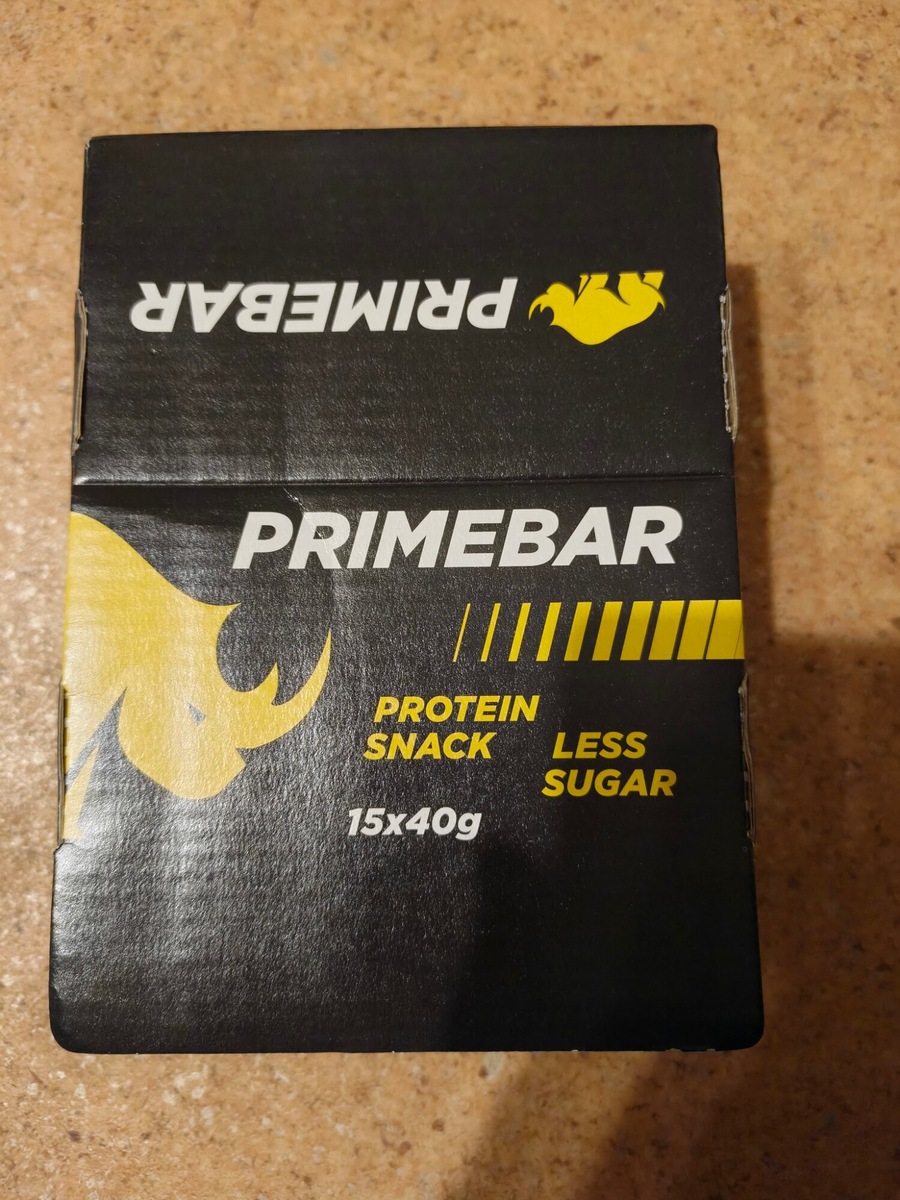 PRIMEBAR
PRIMEBAR
PROTEIN
SNACK
LESS
SUGAR
15x40g